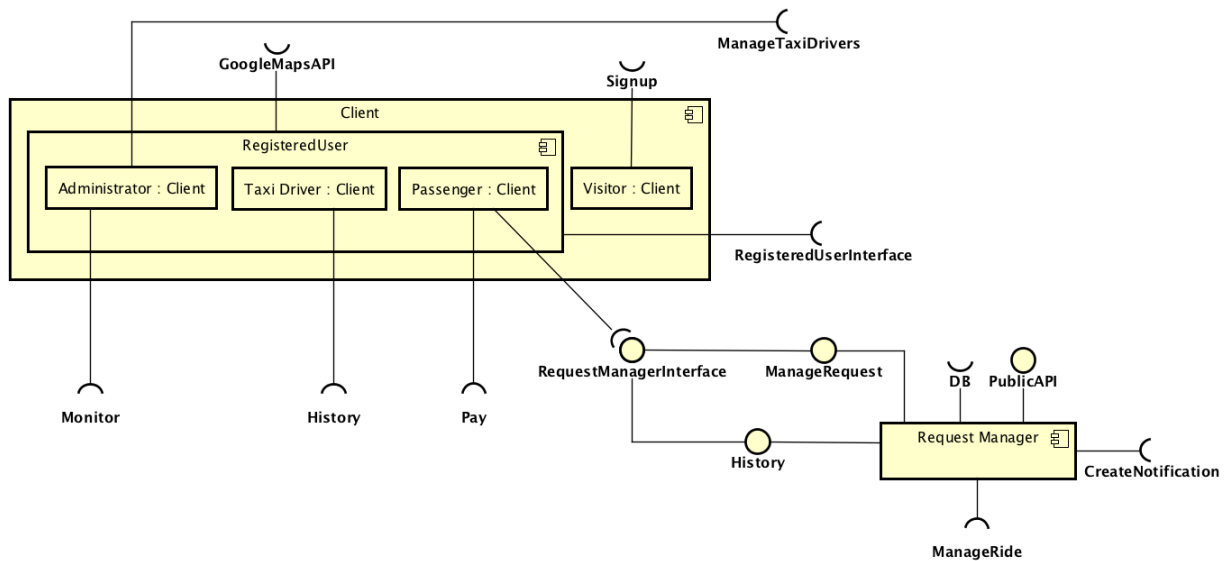 ManageTaxiDrivers
GoogleMapsAPI
Signup
Client
RegisteredUser
Administrator : Client
Taxi Driver : Client
Passenger : Client
Visitor : Client
RegisteredUserInterface
RequestManagerInterface
ManageRequest
DB
PublicAPI
Monitor
History
Pay
Request Manager
History
CreateNotification
ManageRide